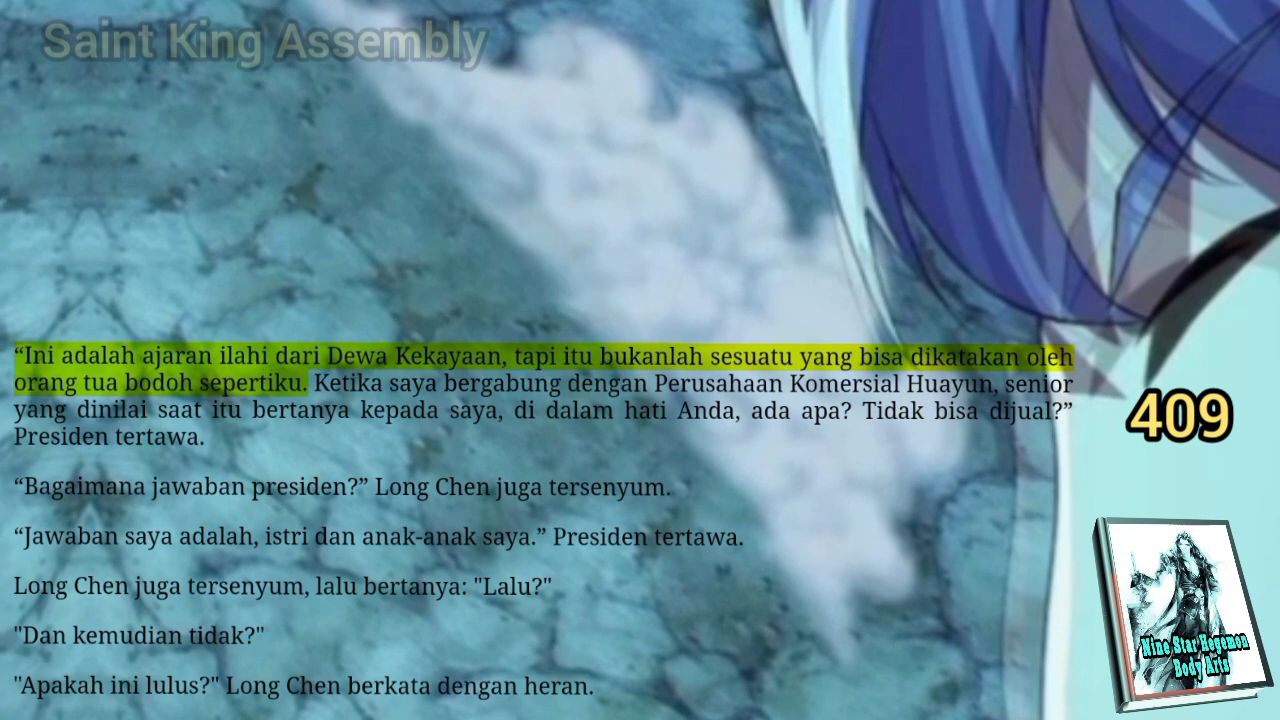 Saint King Assembly
“Ini adalah ajaran ilahi dari Dewa Kekayaan, tapi itu bukanlah sesuatu yang bisa dikatakan oleh
orang tua bodoh sepertiku. Ketika saya bergabung dengan Perusahaan Komersial Huayun, senior
yang dinilai saat itu bertanya kepada saya, di dalam hati Anda, ada apa? Tidak bisa dijual?”
Presiden tertawa.
“Bagaimana jawaban presiden?” Long Chen juga tersenyum.
“Jawaban saya adalah, istri dan anak-anak saya.” Presiden tertawa.
Long Chen juga tersenyum, lalu bertanya: "Lalu?"
"Dan kemudian tidak?"
"Apakah ini lulus?" Long Chen berkata dengan heran.
409
Nine Star Hegemon
Body Arts